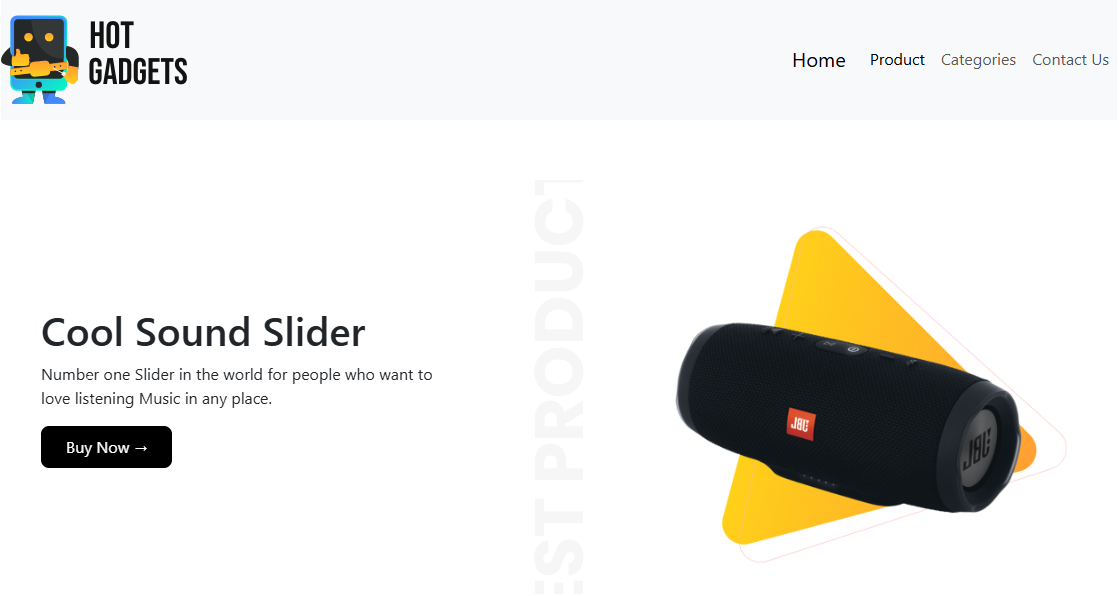 HOT
GADGETS
Home Product Categories Contact Us
EST PRODUCT
Cool Sound Slider
Number one Slider in the world for people who want to
love listening Music in any place.
Buy Now →
JBL
JBL